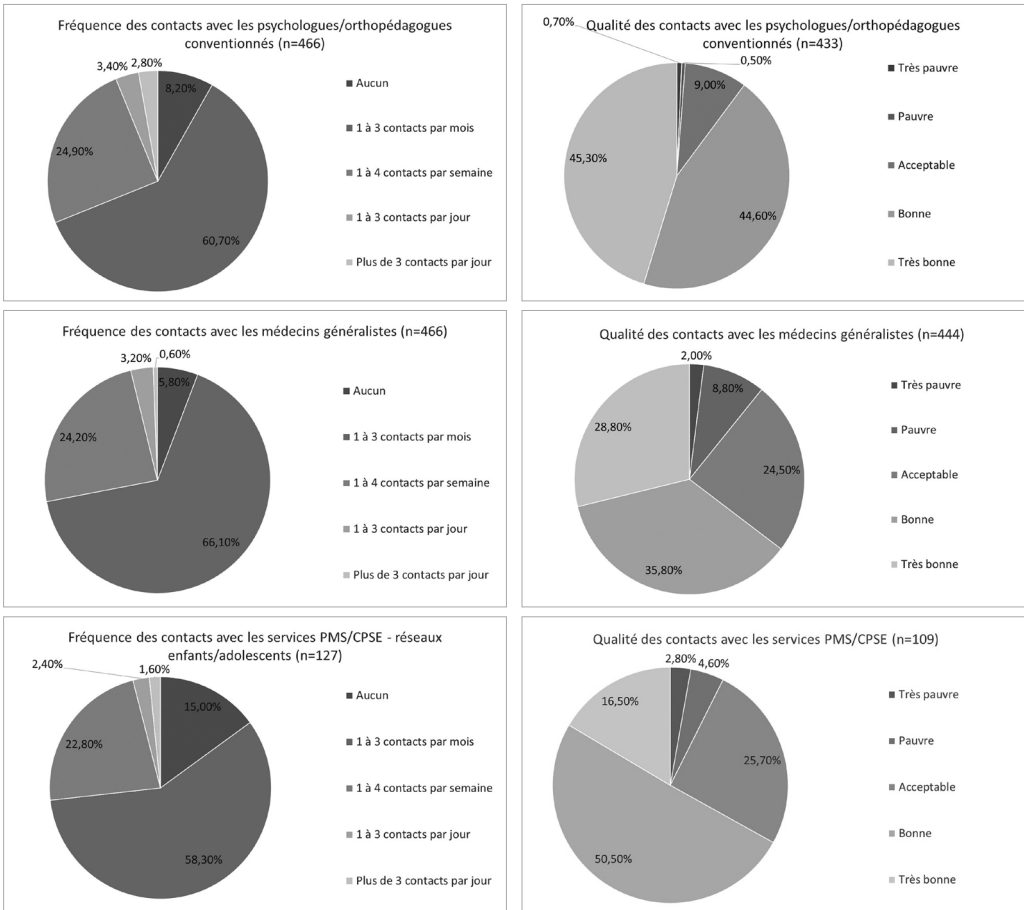 Fréquence des contacts avec les psychologues/orthopédagogues
conventionnés (n=466)
3,40%
2,80%
8,20%
24,90%
60,70%
Aucun
1 à 3 contacts par mois
1 à 4 contacts par semaine
1 à 3 contacts par jour
Plus de 3 contacts par jour
Qualité des contacts avec les psychologues/orthopédagogues
conventionnés (n=433)
0,70%
0,50%
9,00%
45,30%
44,60%
Très pauvre
Pauvre
Acceptable
Bonne
Très bonne
Fréquence des contacts avec les médecins généralistes (n=466)
3,20%
0,60%
5,80%
24,20%
66,10%
Aucun
1 à 3 contacts par mois
1 à 4 contacts par semaine
1 à 3 contacts par jour
Plus de 3 contacts par jour
Qualité des contacts avec les médecins généralistes (n=444)
2,00%
8,80%
28,80%
24,50%
35,80%
Très pauvre
Pauvre
Acceptable
Bonne
Très bonne
Fréquence des contacts avec les services PMS/CPSE - réseaux
enfants/adolescents (n=127)
2,40%
1,60%
15,00%
22,80%
58,30%
Aucun
1 à 3 contacts par mois
1 à 4 contacts par semaine
1 à 3 contacts par jour
Plus de 3 contacts par jour
Qualité des contacts avec les services PMS/CPSE (n=109)
2,80%
4,60%
16,50%
25,70%
50,50%
Très pauvre
Pauvre
Acceptable
Bonne
Très bonne